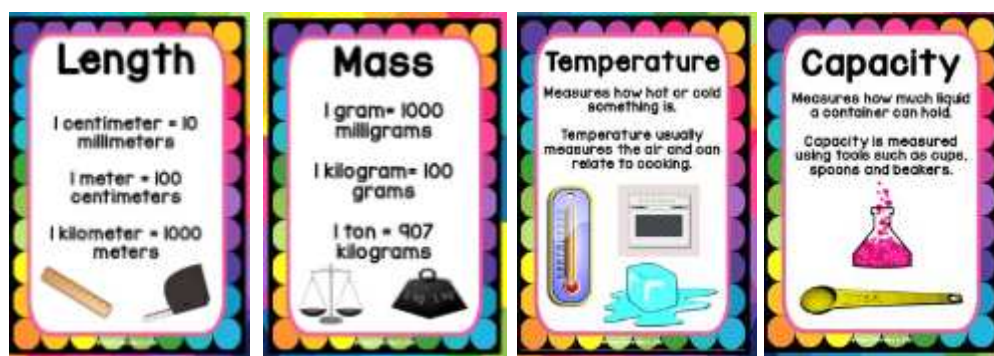 Length
1 centimeter = 10
millimeters
1 meter = 100
centimeters
1 kilometer = 1000
meters
Mass
1 gram= 1000
milligrams
1 kilogram= 100
grams
1 ton = 907
kilograms
Temperature
Measures how hot or cold
something is.
Temperature usually
measures the air and can
relate to cooking.
Capacity
Measures how much liquid
a container can hold.
Capacity is measured
using tools such as cups,
spoons and beakers.